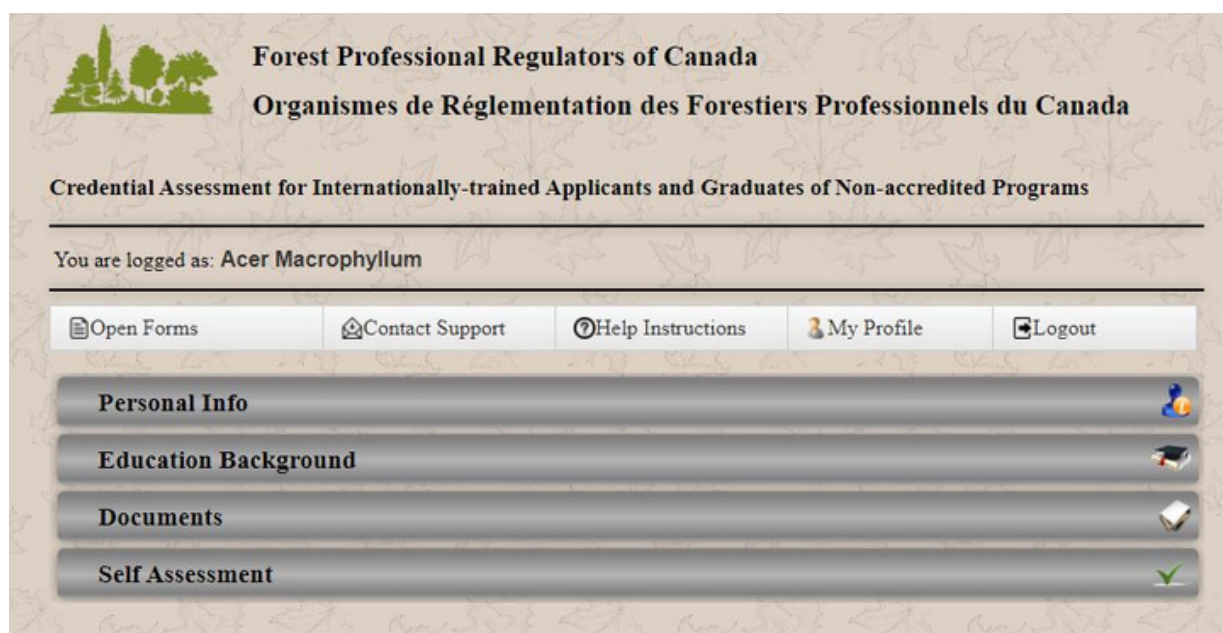 Forest Professional Regulators of Canada
Organismes de Réglementation des Forestiers Professionnels du Canada
Credential Assessment for Internationally-trained Applicants and Graduates of Non-accredited Programs
You are logged as: Acer Macrophyllum
Open Forms Contact Support Help Instructions My Profile Logout
Personal Info
Education Background
Documents
Self Assessment